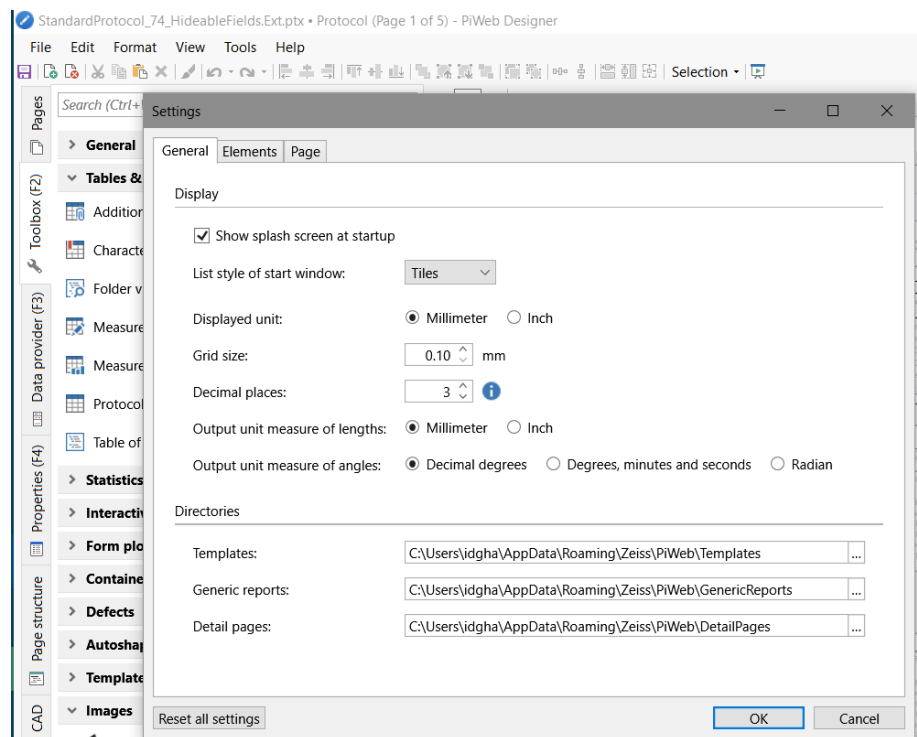 StandardProtocol_74_HideableFields.Ext.ptx • Protocol (Page 1 of 5) - PiWeb Designer
File Edit Format View Tools Help
Selection
Pages
Toolbox (F2)
Data provider (F3)
Properties (F4)
Page structure
CAD
Search (Ctrl+
General
Tables &
Addition
Characte
Folder v
Measure
Measure
Protocol
Table of
Statistics
Interacti
Form plo
Containe
Defects
Autoshap
Template
Images
Settings
General Elements Page
Display
Show splash screen at startup
List style of start window: Tiles
Displayed unit: Millimeter Inch
Grid size: 0.10 mm
Decimal places: 3
Output unit measure of lengths: Millimeter Inch
Output unit measure of angles: Decimal degrees Degrees, minutes and seconds Radian
Directories
Templates: C:\Users\idgha\AppData\Roaming\Zeiss\PiWeb\Templates ...
Generic reports: C:\Users\idgha\AppData\Roaming\Zeiss\PiWeb\GenericReports ...
Detail pages: C:\Users\idgha\AppData\Roaming\Zeiss\PiWeb\DetailPages ...
Reset all settings OK Cancel